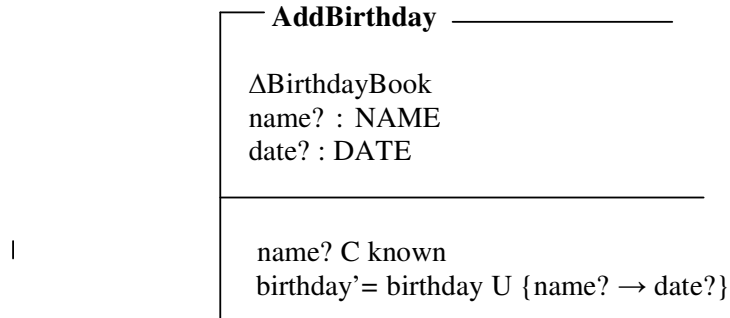 AddBirthday
ΔBirthdayBook
name? : NAME
date? : DATE
name? C known
birthday’= birthday U {name? → date?}